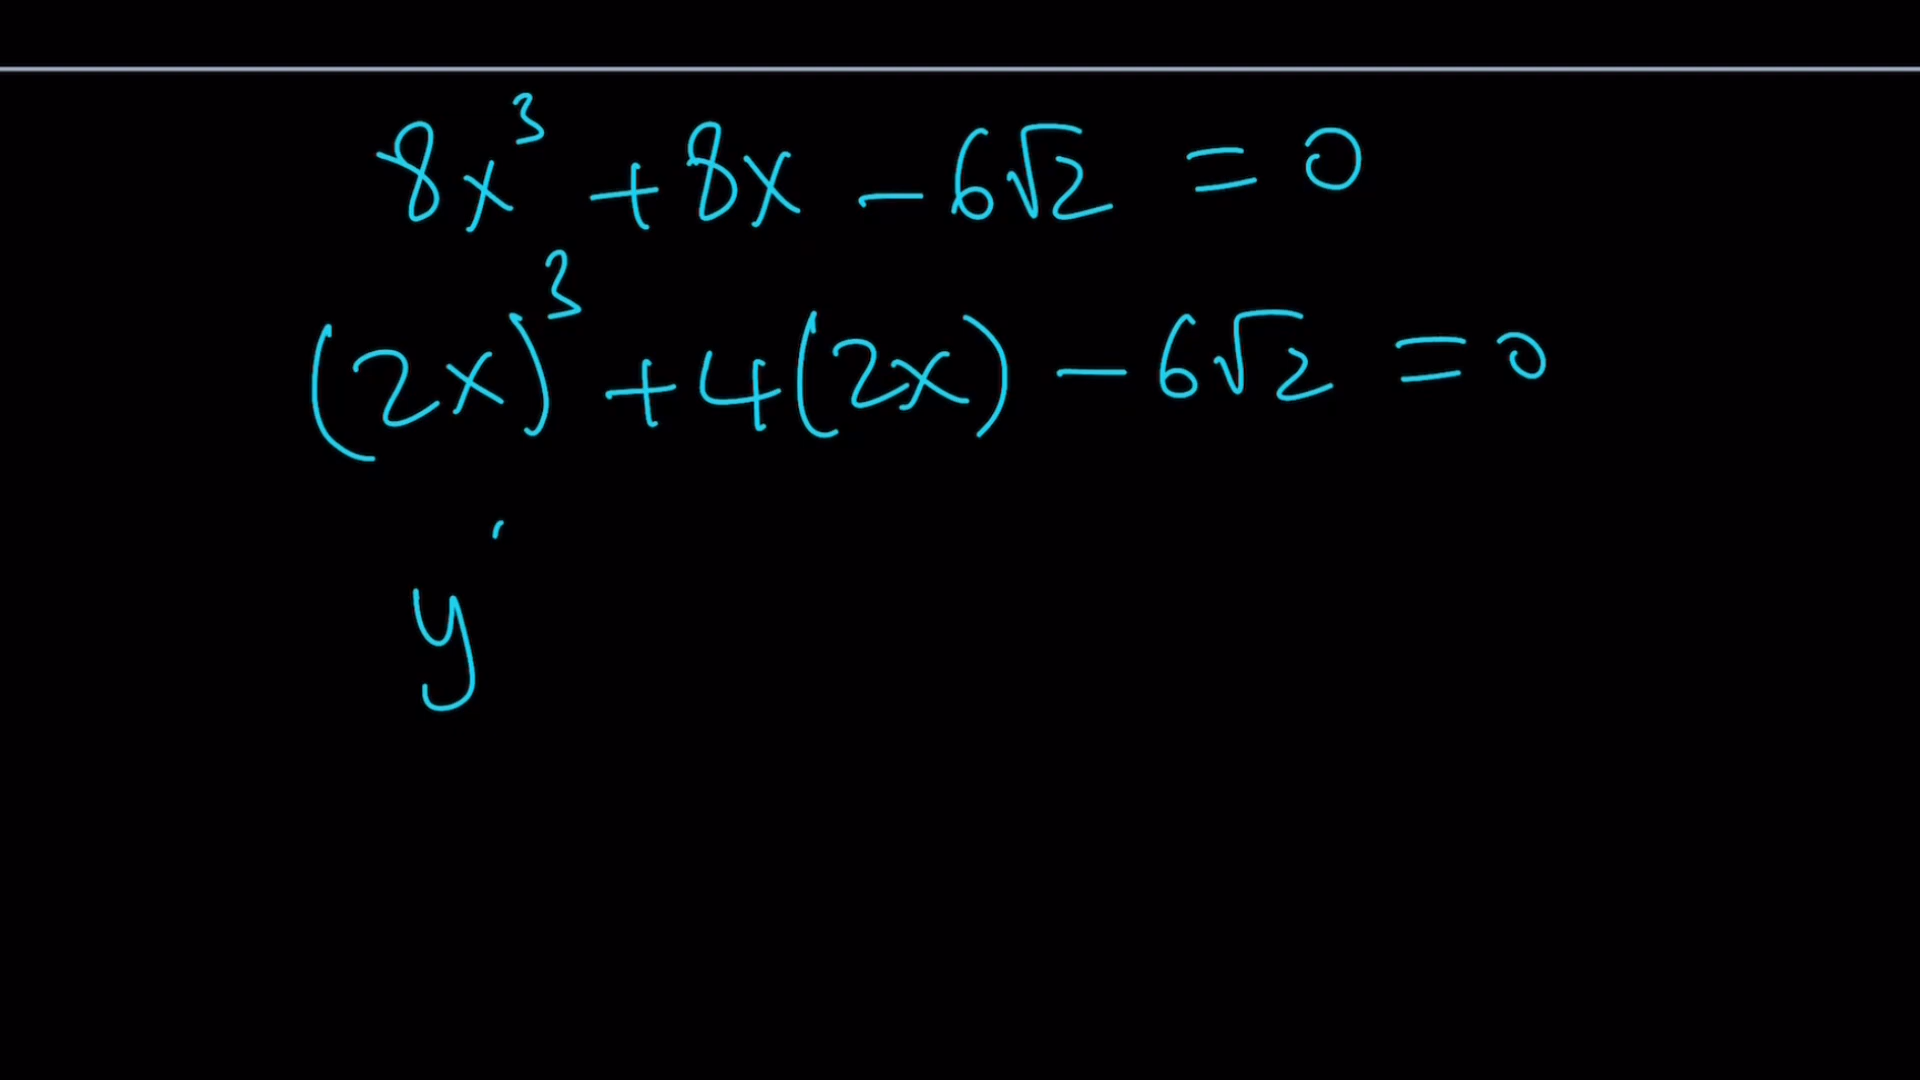 8x³ + 8x - 6√2 = 0
(2x)³ + 4(2x) - 6√2 = 0
y'